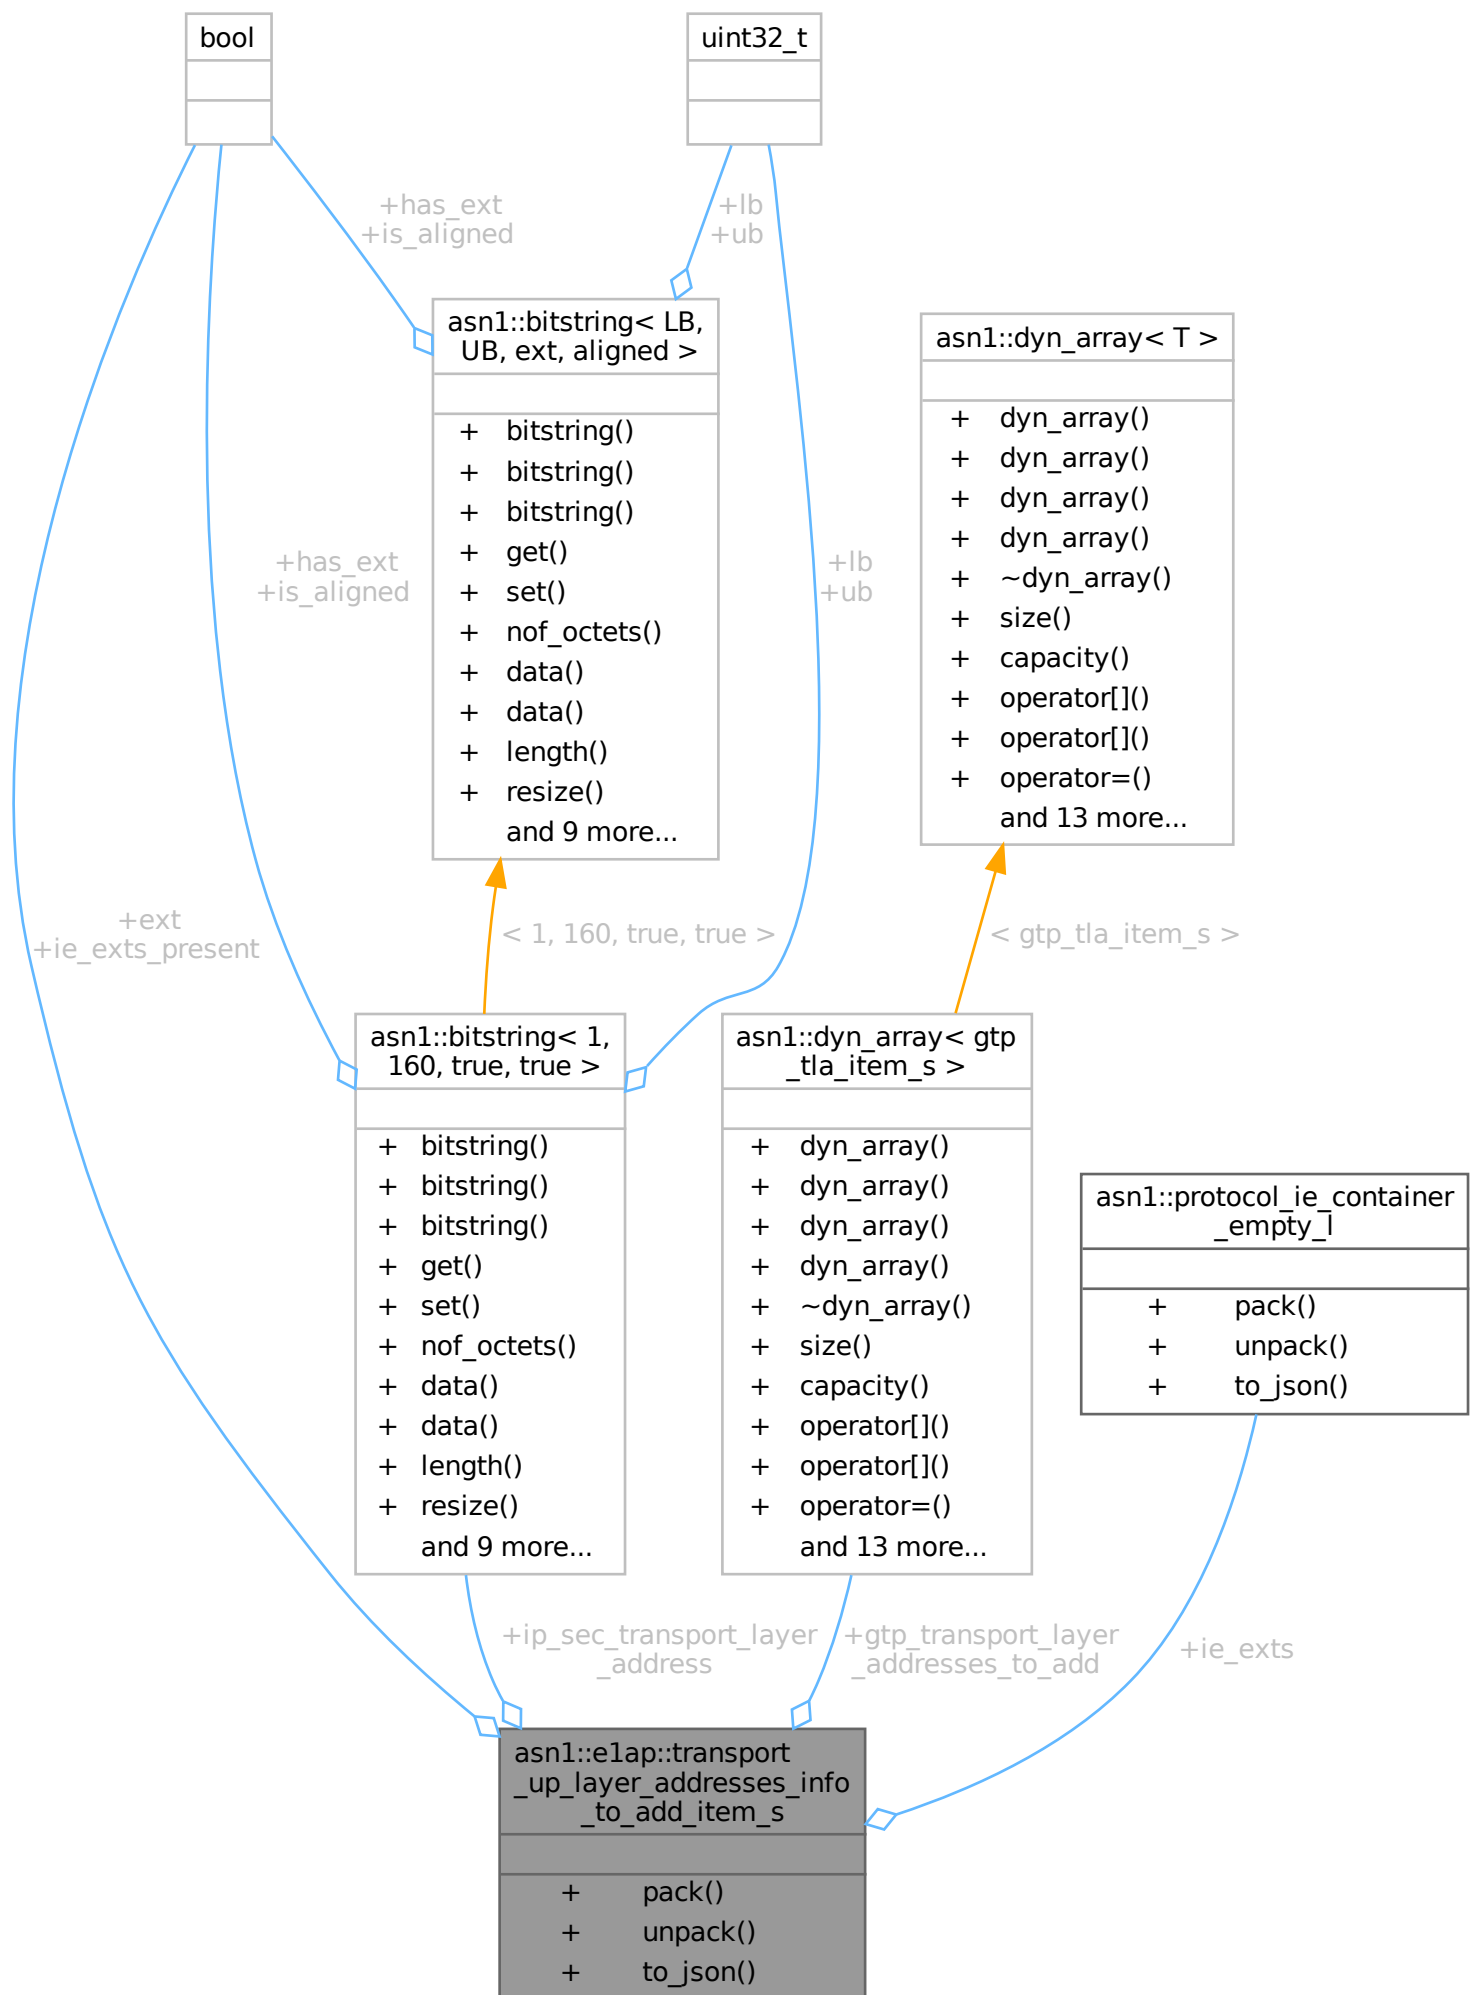 bool
uint32_t
+has_ext
+is_aligned
+lb
+ub
asn1::bitstring< LB,
UB, ext, aligned >
+ bitstring()
+ bitstring()
+ bitstring()
+ get()
+ set()
+ nof_octets()
+ data()
+ data()
+ length()
+ resize()
and 9 more...
asn1::dyn_array< T >
+ dyn_array()
+ dyn_array()
+ dyn_array()
+ dyn_array()
+ ~dyn_array()
+ size()
+ capacity()
+ operator[]()
+ operator[]()
+ operator=()
and 13 more...
+has_ext
+is_aligned
+lb
+ub
+ext
+ie_exts_present
< 1, 160, true, true >
< gtp_tla_item_s >
asn1::bitstring< 1,
160, true, true >
+ bitstring()
+ bitstring()
+ bitstring()
+ get()
+ set()
+ nof_octets()
+ data()
+ data()
+ length()
+ resize()
and 9 more...
asn1::dyn_array< gtp
_tla_item_s >
+ dyn_array()
+ dyn_array()
+ dyn_array()
+ dyn_array()
+ ~dyn_array()
+ size()
+ capacity()
+ operator[]()
+ operator[]()
+ operator=()
and 13 more...
asn1::protocol_ie_container
_empty_l
+ pack()
+ unpack()
+ to_json()
+ip_sec_transport_layer
_address
+gtp_transport_layer
_addresses_to_add
+ie_exts
asn1::e1ap::transport
_up_layer_addresses_info
_to_add_item_s
+ pack()
+ unpack()
+ to_json()